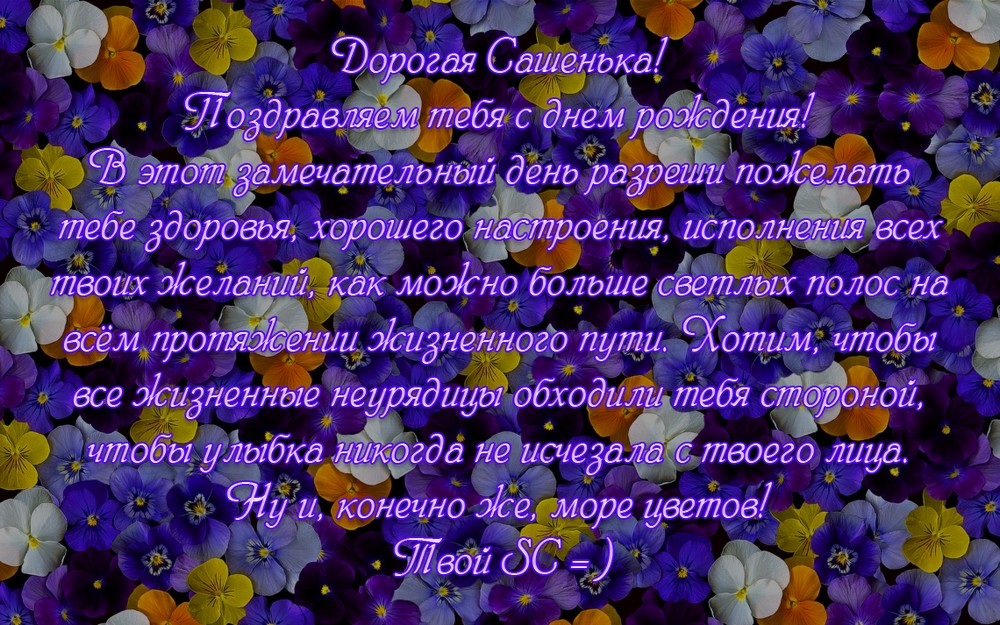 Дорогая Сашенька!
Поздравляем тебя с днем рождения!
В этот замечательный день разреши пожелать
тебе здоровья, хорошего настроения, исполнения всех
твоих желаний, как можно больше светлых полос на
всём протяжении жизненного пути. Хотим, чтобы
все жизненные неурядицы обходили тебя стороной,
чтобы улыбка никогда не исчезала с твоего лица.
Ну и, конечно же, море цветов!
Твой SC = )